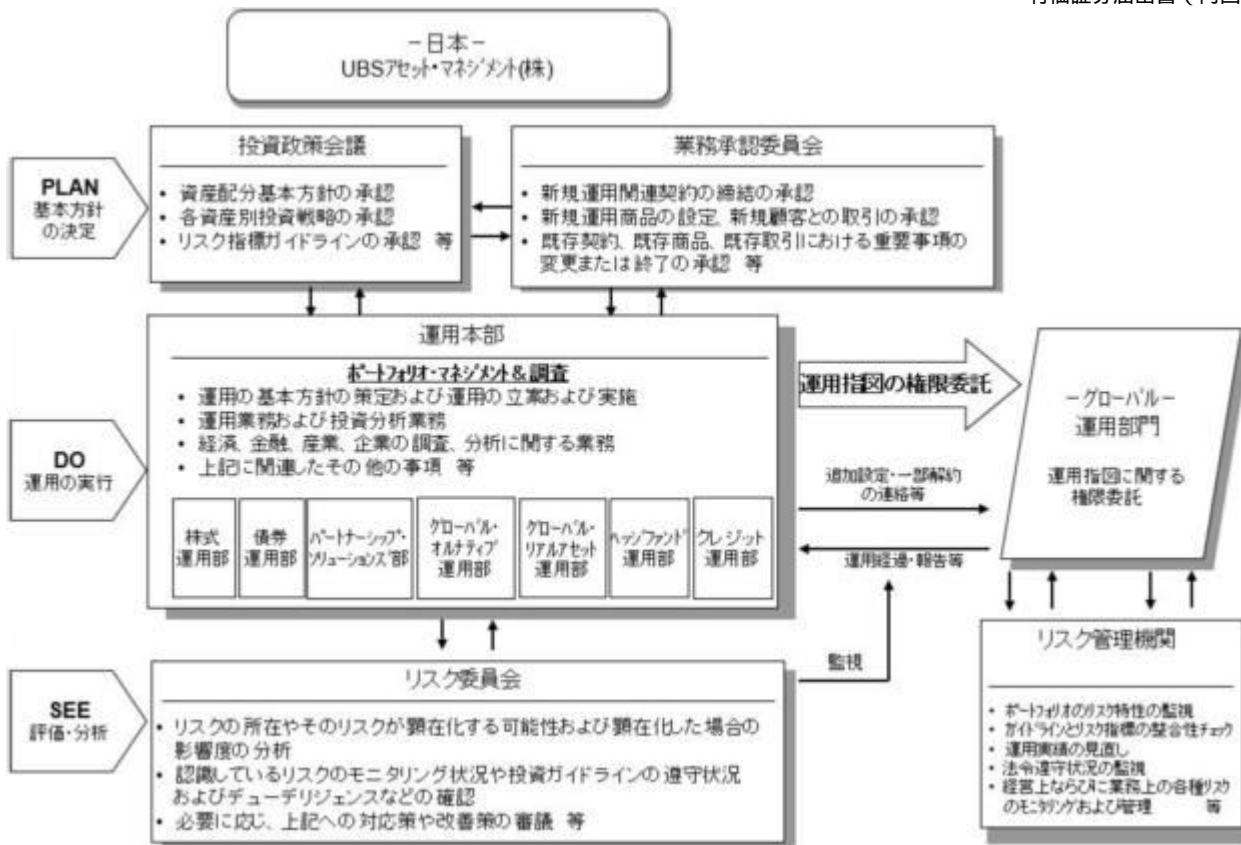 －日本－
UBSアセット・マネジメント(株)
投資政策会議
・ 資産配分基本方針の承認
・ 各資産別投資戦略の承認
・ リスク指標ガイドラインの承認 等
業務承認委員会
・ 新規運用関連契約の締結の承認
・ 新規運用商品の設定、新規顧客との取引の承認
・ 既存契約、既存商品、既存取引における重要事項の
変更または終了の承認 等
PLAN
基本方針
の決定
運用本部
ポートフォリオ・マネジメント＆調査
・ 運用の基本方針の策定および運用の立案および実施
・ 運用業務および投資分析業務
・ 経済、金融、産業、企業の調査、分析に関する業務
・ 上記に関連したその他の事項 等
DO
運用の実行
株式
運用部
債券
運用部
パートナーシップ・
ソリューションズ部
グローバル・
オルナティブ
運用部
グローバル・
リアルアセット
運用部
ヘッジファンド
運用部
クレジット
運用部
運用指図の権限委託
追加設定・一部解約
の連絡等
運用経過・報告等
－グローバル－
運用部門
運用指図に関する
権限委託
監視
SEE
評価・分析
リスク委員会
・ リスクの所在やそのリスクが顕在化する可能性および顕在化した場合の
影響度の分析
・ 認識しているリスクのモニタリング状況や投資ガイドラインの遵守状況
およびデューデリジェンスなどの確認
・ 必要に応じ、上記への対応策や改善策の審議 等
リスク管理機関
・ ポートフォリオのリスク特性の監視
・ ガイドラインとリスク指標の整合性チェック
・ 運用実績の見直し
・ 法令遵守状況の監視
・ 経営上ならびに業務上の各種リスク
のモニタリングおよび管理 等